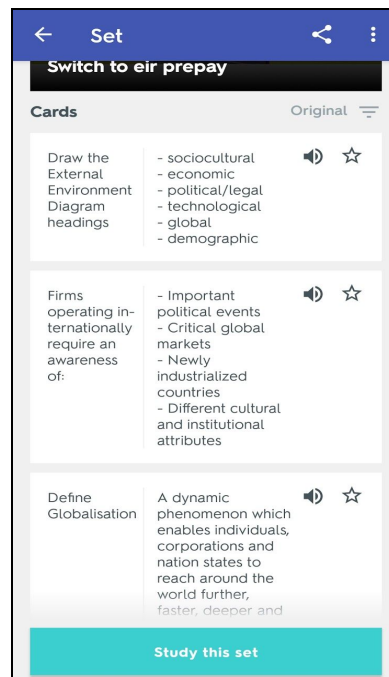 Set
Switch to eir prepay
Cards
Original
Draw the
External
Environment
Diagram
headings
- sociocultural
- economic
- political/legal
- technological
- global
- demographic
Firms
operating in-
ternationally
require an
awareness
of:
- Important
political events
- Critical global
markets
- Newly
industrialized
countries
- Different cultural
and institutional
attributes
Define
Globalisation
A dynamic
phenomenon which
enables individuals,
corporations and
nation states to
reach around the
world further,
faster, deeper and
Study this set